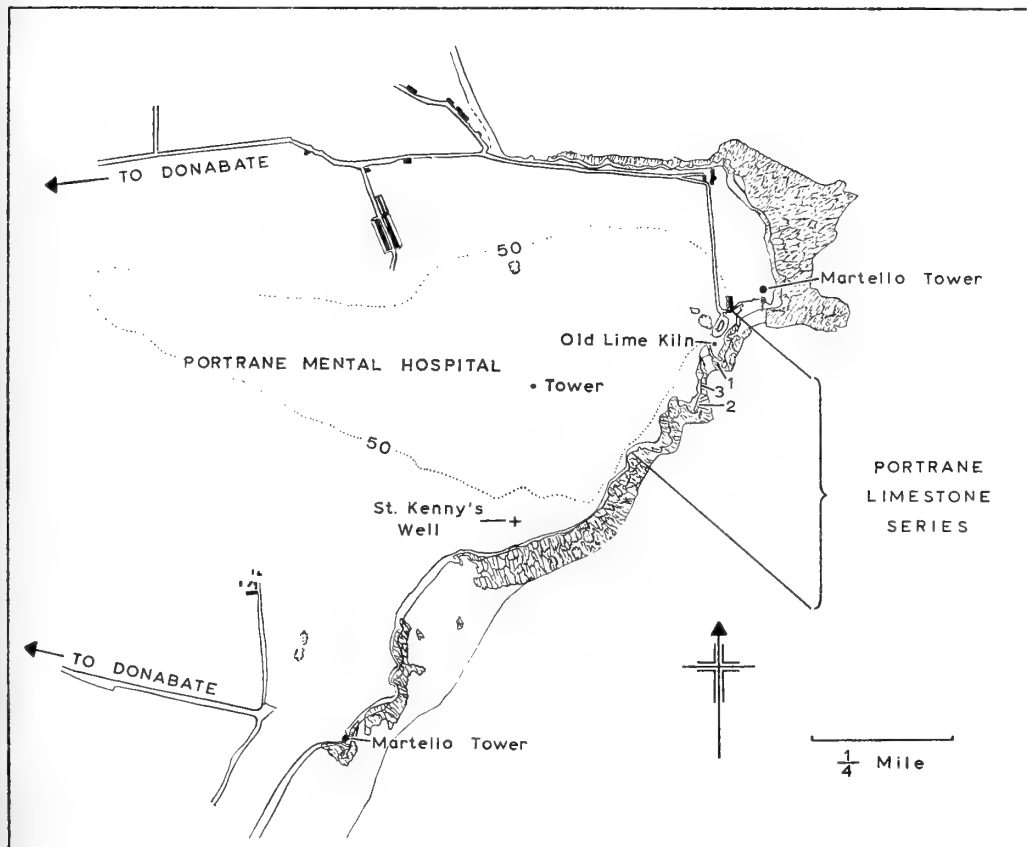 TO DONABATE
50
Martello Tower
Old Lime Kiln
PORTRANE MENTAL HOSPITAL
1
Tower
3
2
50
PORTRANE
LIMESTONE
SERIES
St. Kenny's
Well
TO DONABATE
Martello Tower
1/4 Mile